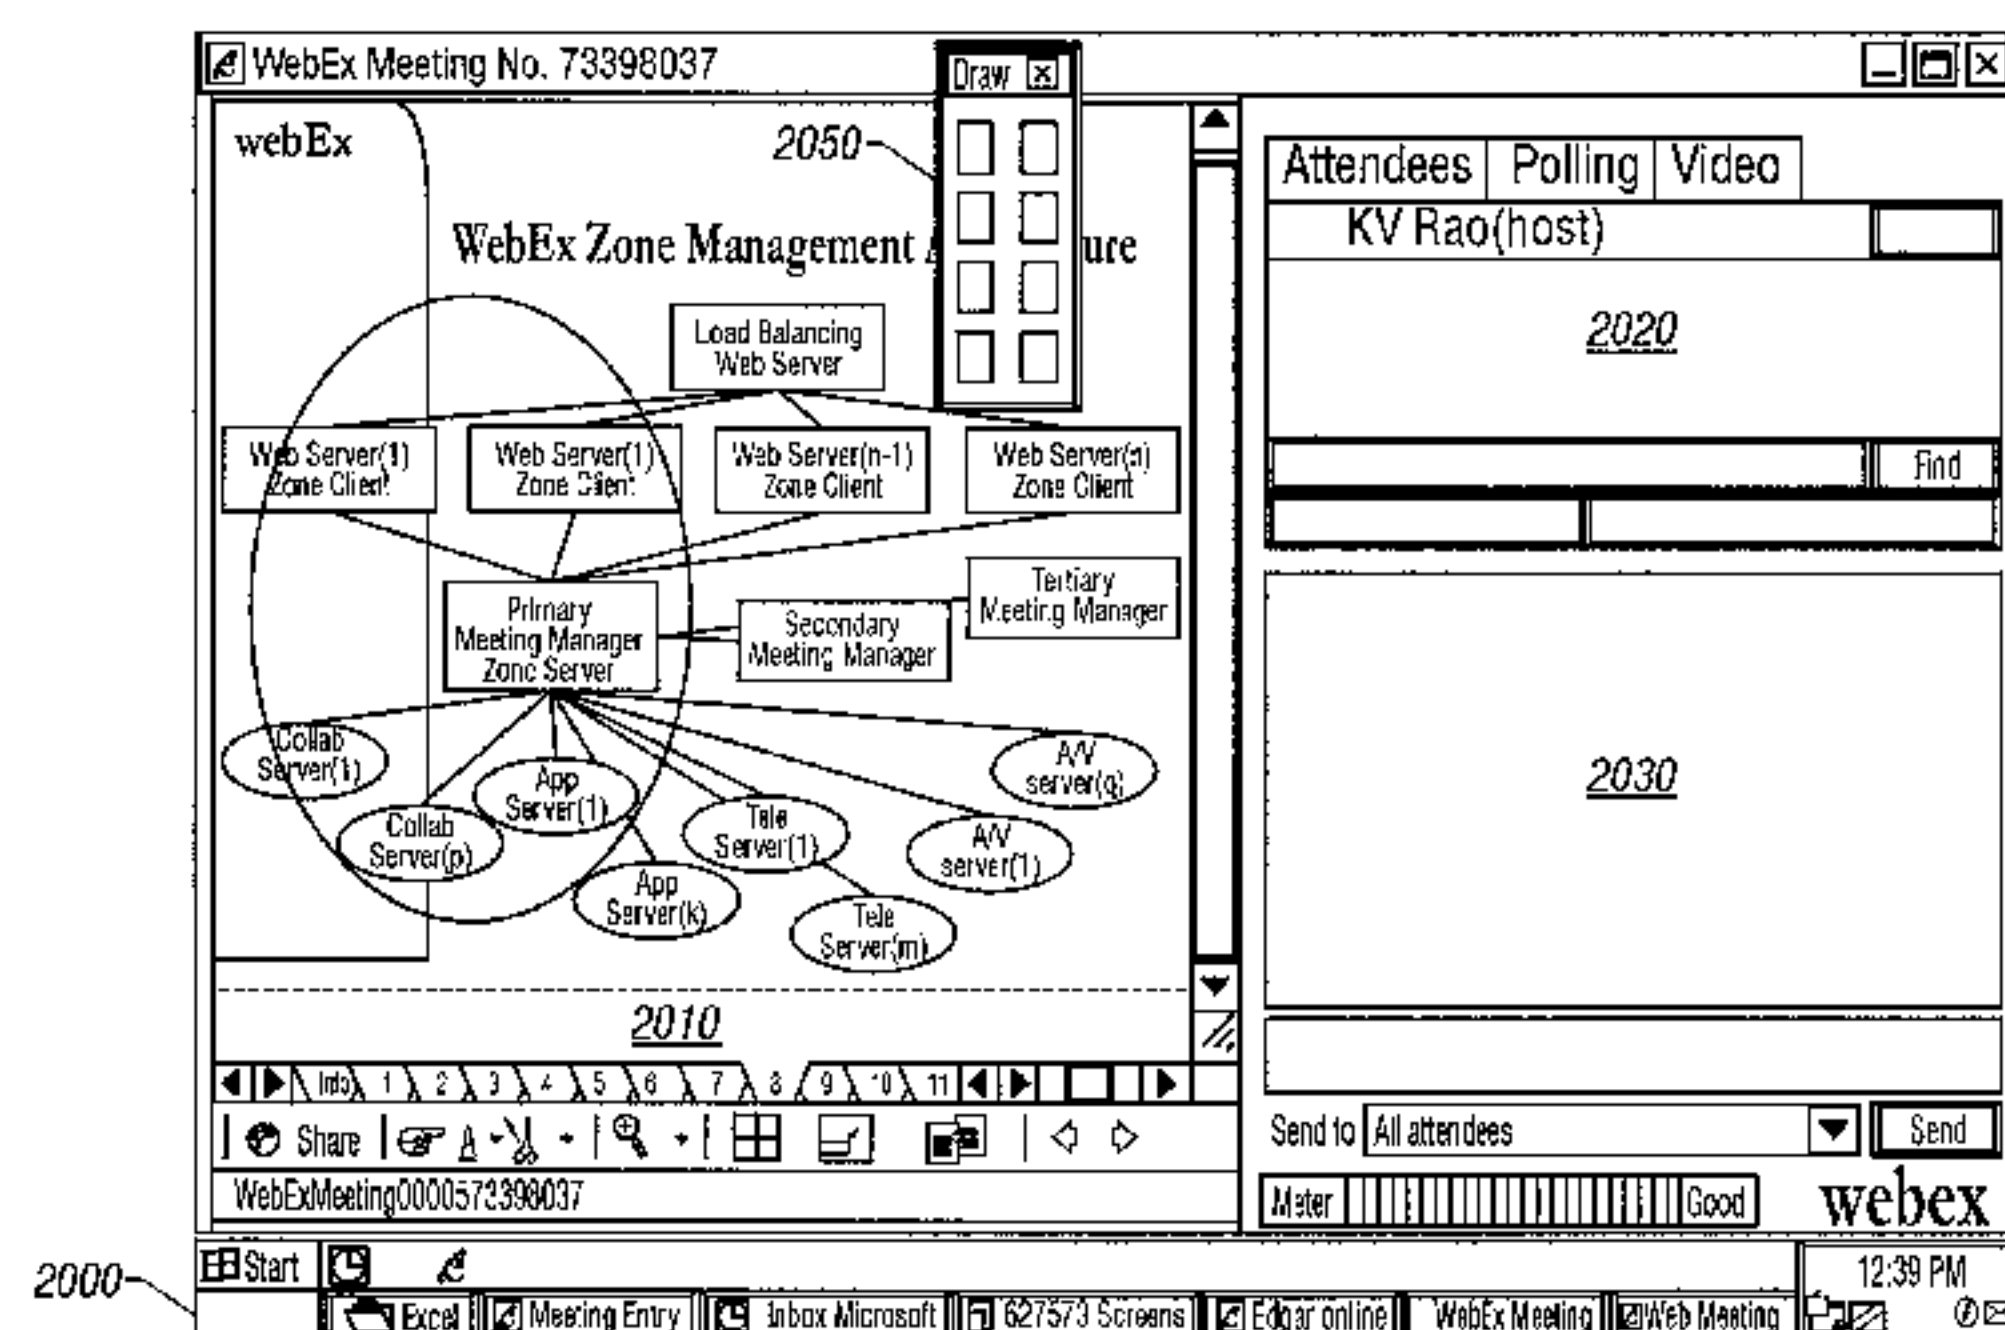 WebEx Meeting No. 73398037
Draw
webEx
2050
WebEx Zone Management
ure
Load Balancing
Web Server
Web Server(1)
Zone Client
Web Server(1)
Zone Client
Web Server(n-1)
Zone Client
Web Server(n)
Zone Client
Primary
Meeting Manager
Zone Server
Secondary
Meeting Manager
Tertiary
Meeting Manager
Collab
Server(1)
Collab
Server(p)
App
Server(1)
App
Server(k)
Tele
Server(1)
Tele
Server(m)
A/V
server(1)
A/V
server(q)
2010
Info 1 2 3 4 5 6 7 8 9 10 11
Share A
WebExMeeting0000573398037
Attendees Polling Video
KV Rao(host)
2020
Find
2030
Send to All attendees Send
Meter Good
webex
2000
Start
12:39 PM
Excel Meeting Entry Inbox Microsoft 627573 Screens Edgar online WebEx Meeting Web Meeting